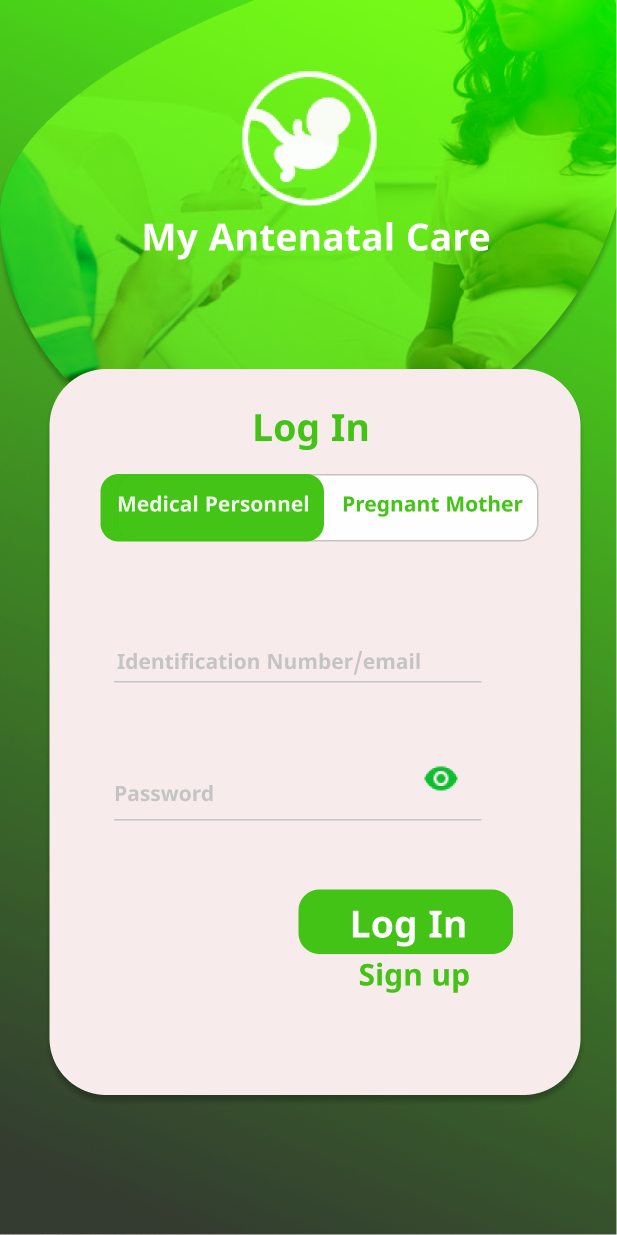 My Antenatal Care
Log In
Medical Personnel Pregnant Mother
Identification Number/email
Password
Log In
Sign up